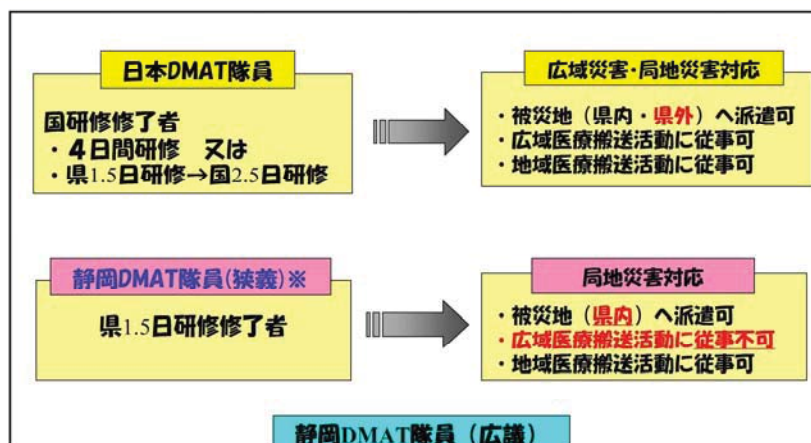 日本DMAT隊員
国研修修了者
・４日間研修　又は
・県1.5日研修→国2.5日研修
広域災害・局地災害対応
・被災地（県内・県外）へ派遣可
・広域医療搬送活動に従事可
・地域医療搬送活動に従事可
静岡DMAT隊員(狭義)※
県1.5日研修修了者
局地災害対応
・被災地（県内）へ派遣可
・広域医療搬送活動に従事不可
・地域医療搬送活動に従事可
静岡DMAT隊員（広議）